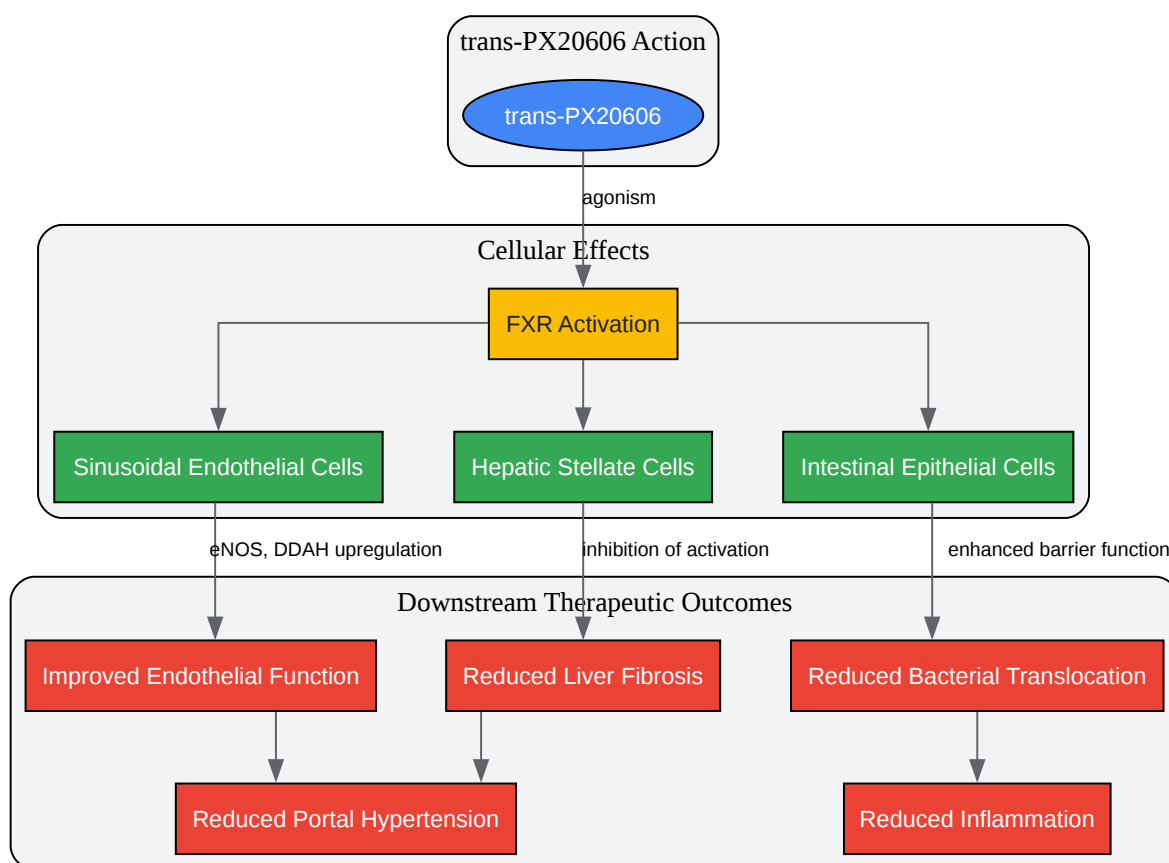 trans-PX20606 Action
trans-PX20606
agonism
Cellular Effects
FXR Activation
Sinusoidal Endothelial Cells
Hepatic Stellate Cells
Intestinal Epithelial Cells
eNOS, DDAH upregulation
inhibition of activation
enhanced barrier function
Downstream Therapeutic Outcomes
Improved Endothelial Function
Reduced Liver Fibrosis
Reduced Bacterial Translocation
Reduced Portal Hypertension
Reduced Inflammation